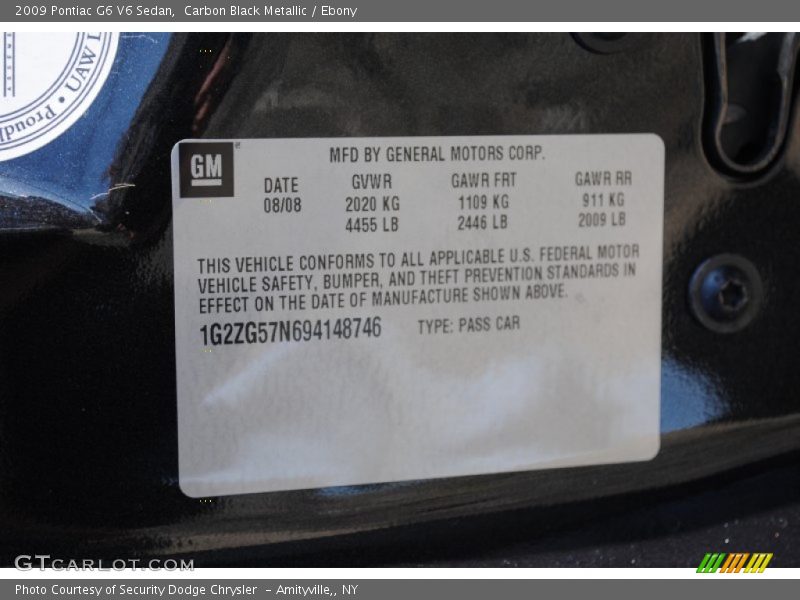 2009 Pontiac G6 V6 Sedan,  Carbon Black Metallic / Ebony
Proudl
UAW L
GM
MFD BY GENERAL MOTORS CORP.
DATE GVWR GAWR FRT GAWR RR
08/08 2020 KG 1109 KG 911 KG
4455 LB 2446 LB 2009 LB
THIS VEHICLE CONFORMS TO ALL APPLICABLE U.S. FEDERAL MOTOR
VEHICLE SAFETY, BUMPER, AND THEFT PREVENTION STANDARDS IN
EFFECT ON THE DATE OF MANUFACTURE SHOWN ABOVE.
1G2ZG57N694148746 TYPE: PASS CAR
GTCARLOT.COM
Photo Courtesy of Security Dodge Chrysler  - Amityville,, NY